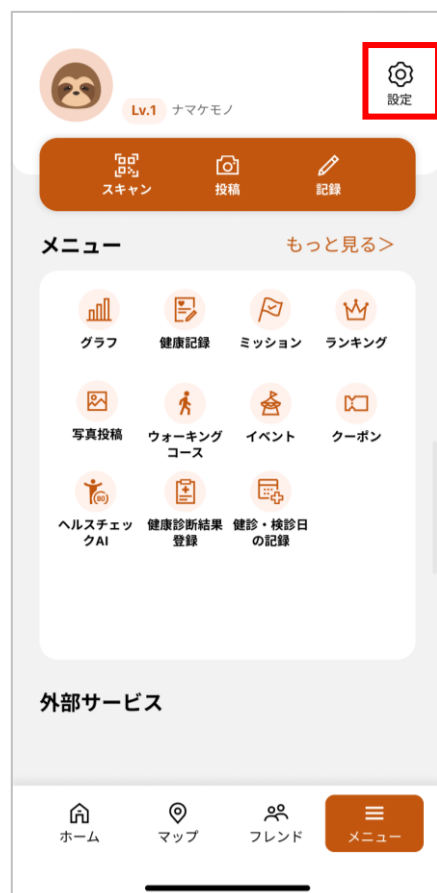 設定
Lv.1 ナマケモノ
スキャン 投稿 記録
メニュー もっと見る＞
グラフ 健康記録 ミッション ランキング
写真投稿 ウォーキング イベント クーポン
コース
ヘルスチェッ 健康診断結果 健診・検診日
クAI 登録 の記録
外部サービス
ホーム マップ フレンド メニュー